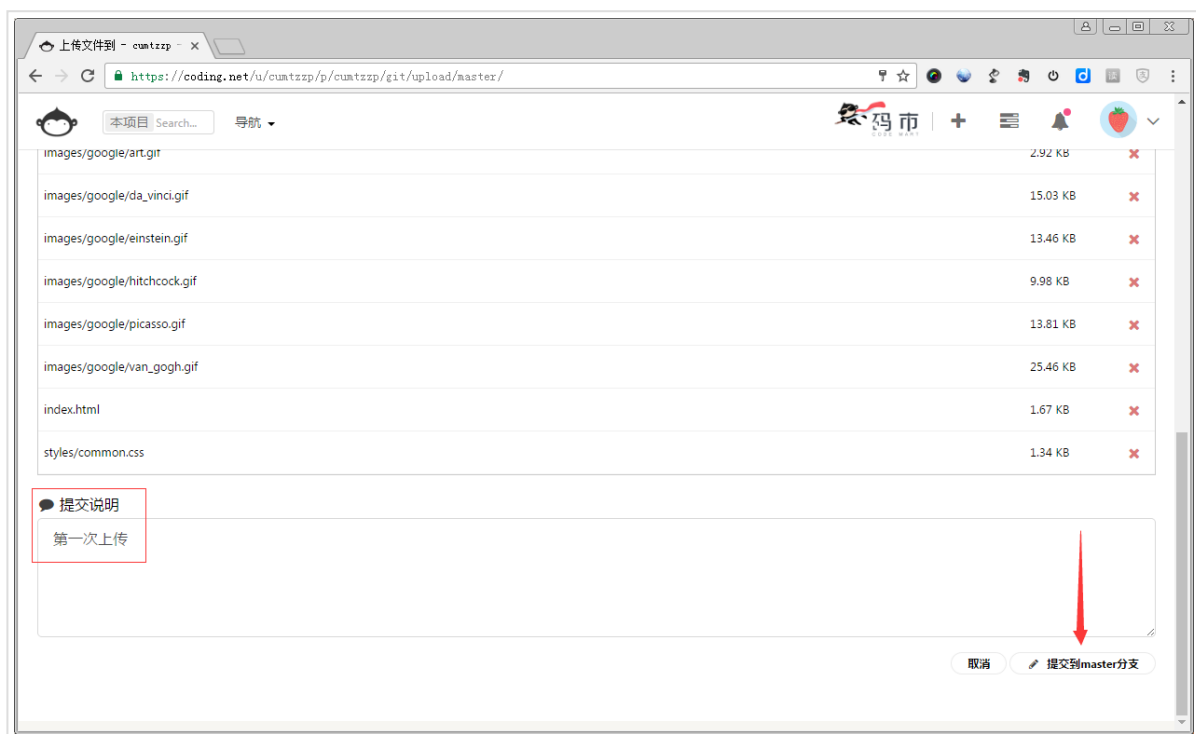 上传文件到 - cumtzzp -
https://coding.net/u/cumtzzp/p/cumtzzp/git/upload/master/
本项目 Search... 导航
码市
CODE MART
images/google/art.gif 2.92 KB
images/google/da_vinci.gif 15.03 KB
images/google/einstein.gif 13.46 KB
images/google/hitchcock.gif 9.98 KB
images/google/picasso.gif 13.81 KB
images/google/van_gogh.gif 25.46 KB
index.html 1.67 KB
styles/common.css 1.34 KB
提交说明
第一次上传
取消 提交到master分支